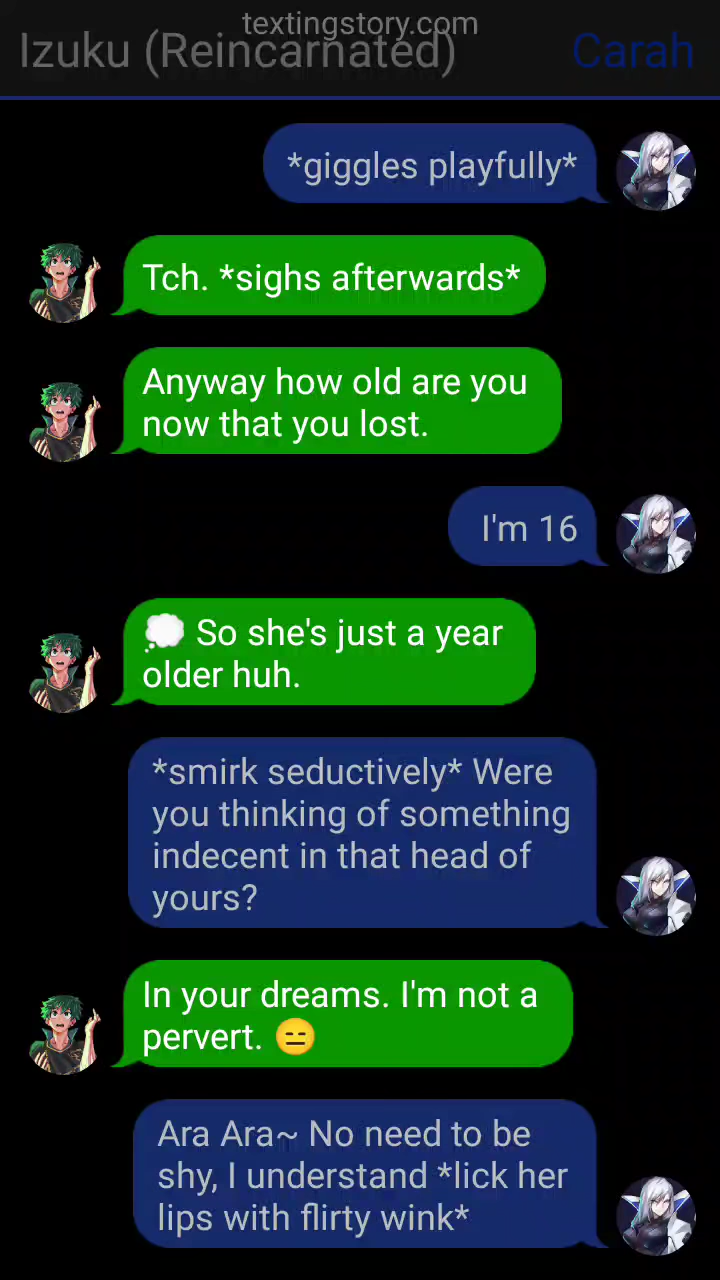 textingstory.com
Izuku (Reincarnated)
Carah
*giggles playfully*
Tch. *sighs afterwards*
Anyway how old are you
now that you lost.
I'm 16
💭 So she's just a year
older huh.
*smirk seductively* Were
you thinking of something
indecent in that head of
yours?
In your dreams. I'm not a
pervert. 😑
Ara Ara~ No need to be
shy, I understand *lick her
lips with flirty wink*